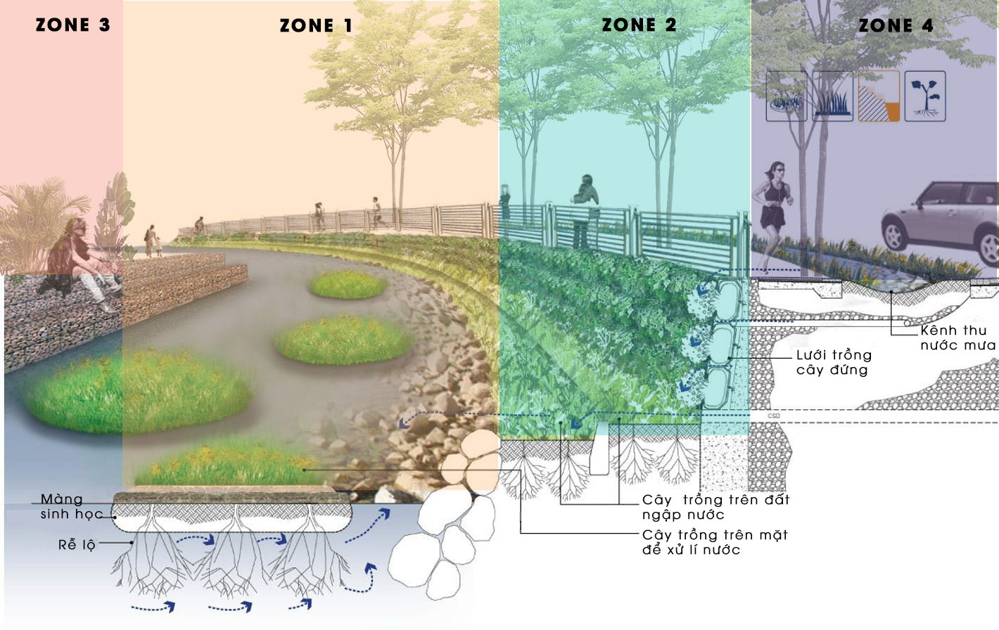 ZONE 3
ZONE 1
ZONE 2
ZONE 4
Kênh thu
nước mưa
Lưới trồng
cây đứng
CSO
Màng
sinh học
Rễ lộ
Cây trồng trên đất
ngập nước
Cây trồng trên mặt
để xử lí nước